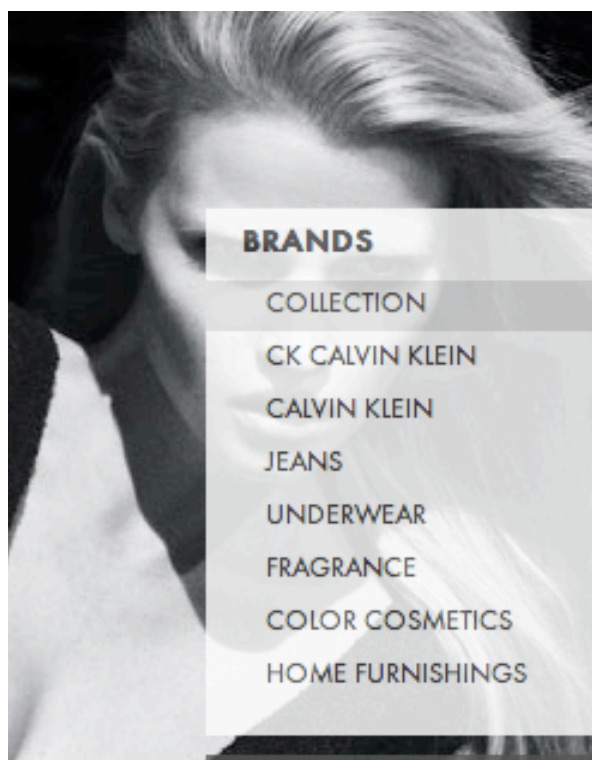 BRANDS
COLLECTION
CK CALVIN KLEIN
CALVIN KLEIN
JEANS
UNDERWEAR
FRAGRANCE
COLOR COSMETICS
HOME FURNISHINGS